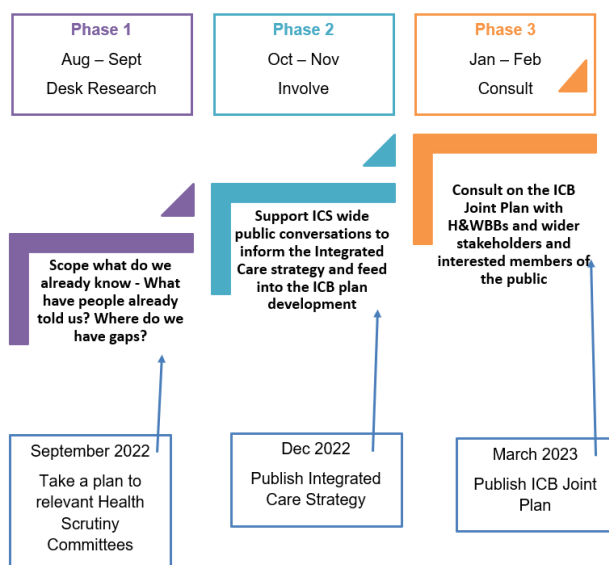 Phase 1
Aug – Sept
Desk Research
Phase 2
Oct – Nov
Involve
Phase 3
Jan – Feb
Consult
Scope what do we
already know - What
have people already
told us? Where do we
have gaps?
Support ICS wide
public conversations to
inform the Integrated
Care strategy and feed
into the ICB plan
development
Consult on the ICB
Joint Plan with
H&WBBs and wider
stakeholders and
interested members of
the public
September 2022
Take a plan to
relevant Health
Scrutiny
Committees
Dec 2022
Publish Integrated
Care Strategy
March 2023
Publish ICB Joint
Plan